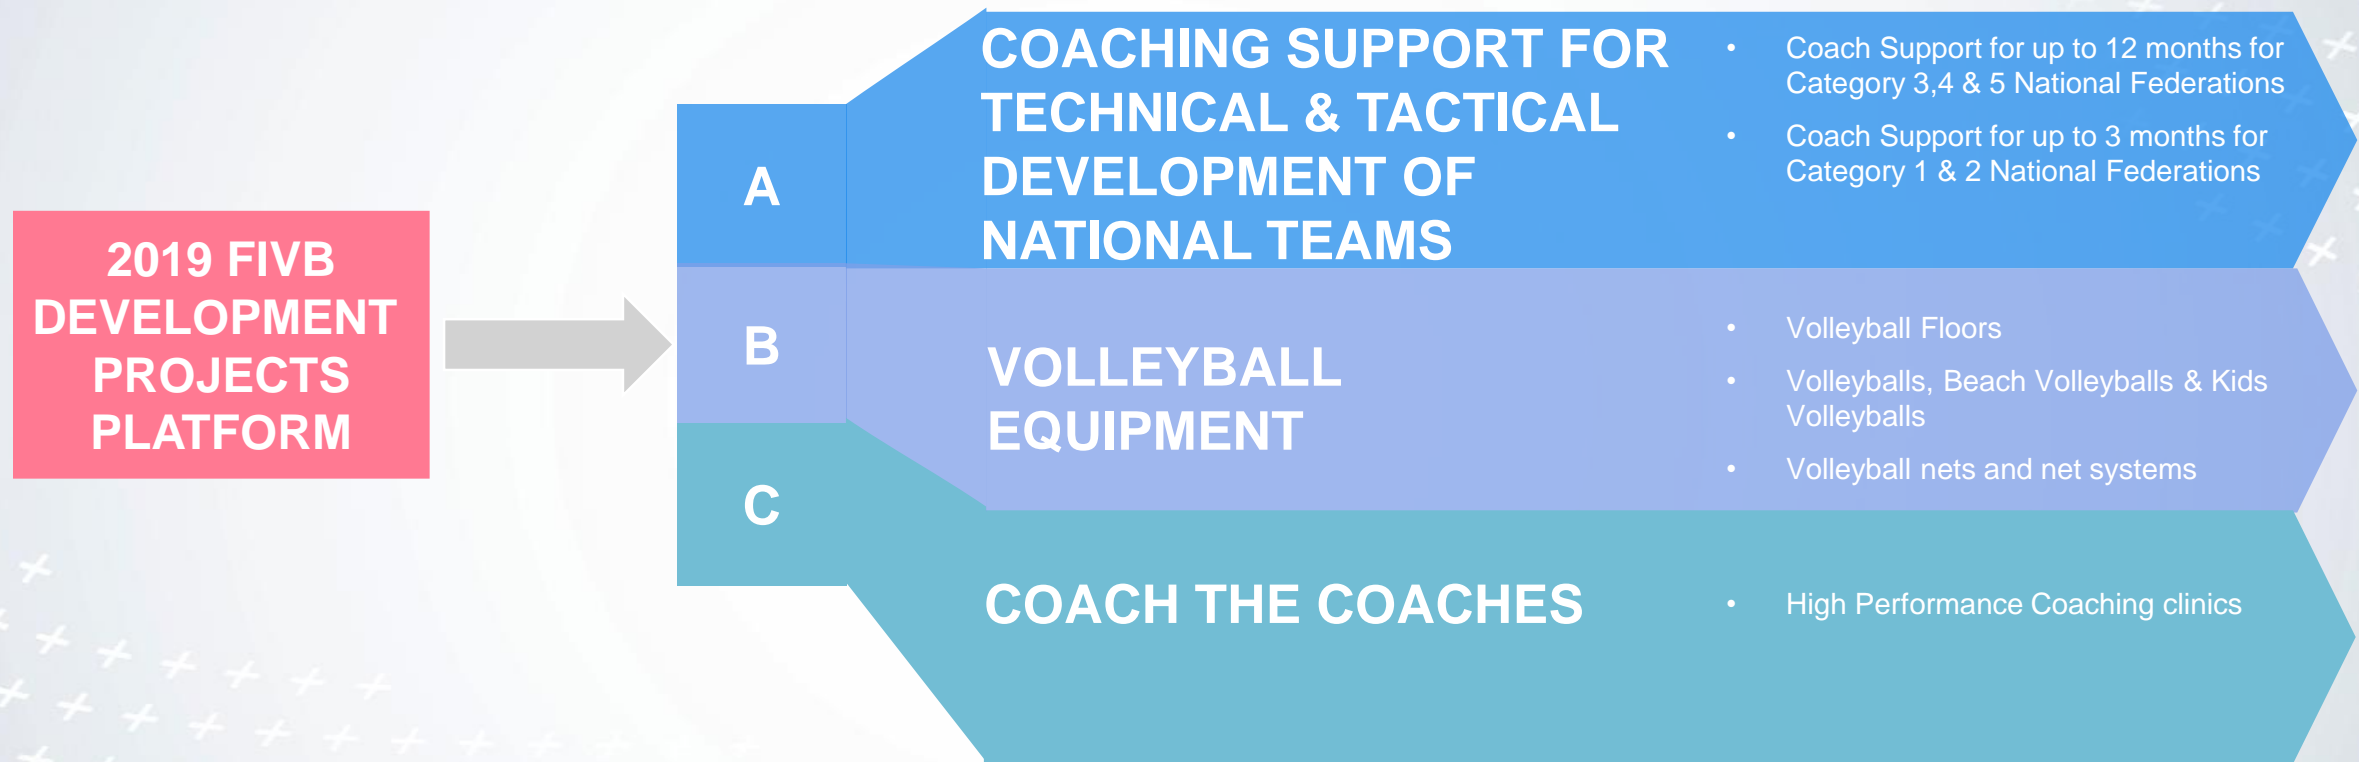 2019 FIVB
DEVELOPMENT
PROJECTS
PLATFORM
A
COACHING SUPPORT FOR
TECHNICAL & TACTICAL
DEVELOPMENT OF
NATIONAL TEAMS
• Coach Support for up to 12 months for
Category 3,4 & 5 National Federations
• Coach Support for up to 3 months for
Category 1 & 2 National Federations
B
VOLLEYBALL
EQUIPMENT
• Volleyball Floors
• Volleyballs, Beach Volleyballs & Kids
Volleyballs
• Volleyball nets and net systems
C
COACH THE COACHES
• High Performance Coaching clinics